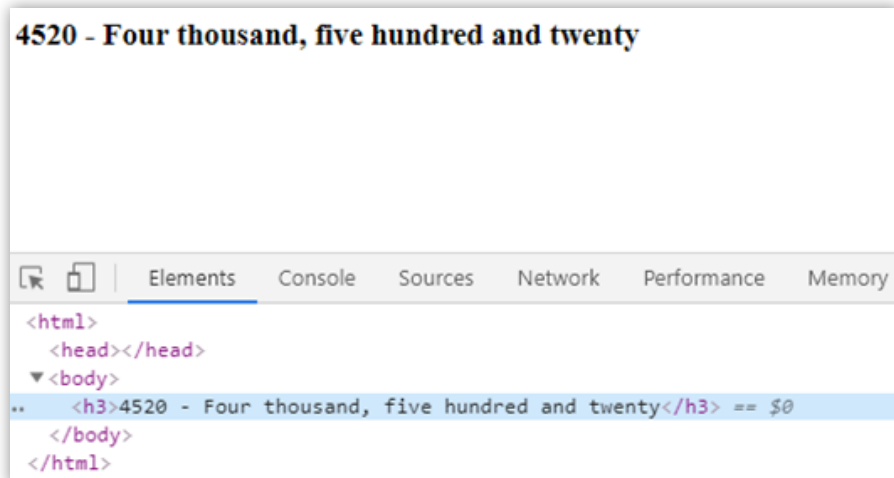 4520 - Four thousand, five hundred and twenty
Elements Console Sources Network Performance Memory
<html>
<head></head>
▼<body>
.. <h3>4520 - Four thousand, five hundred and twenty</h3> == $0
</body>
</html>